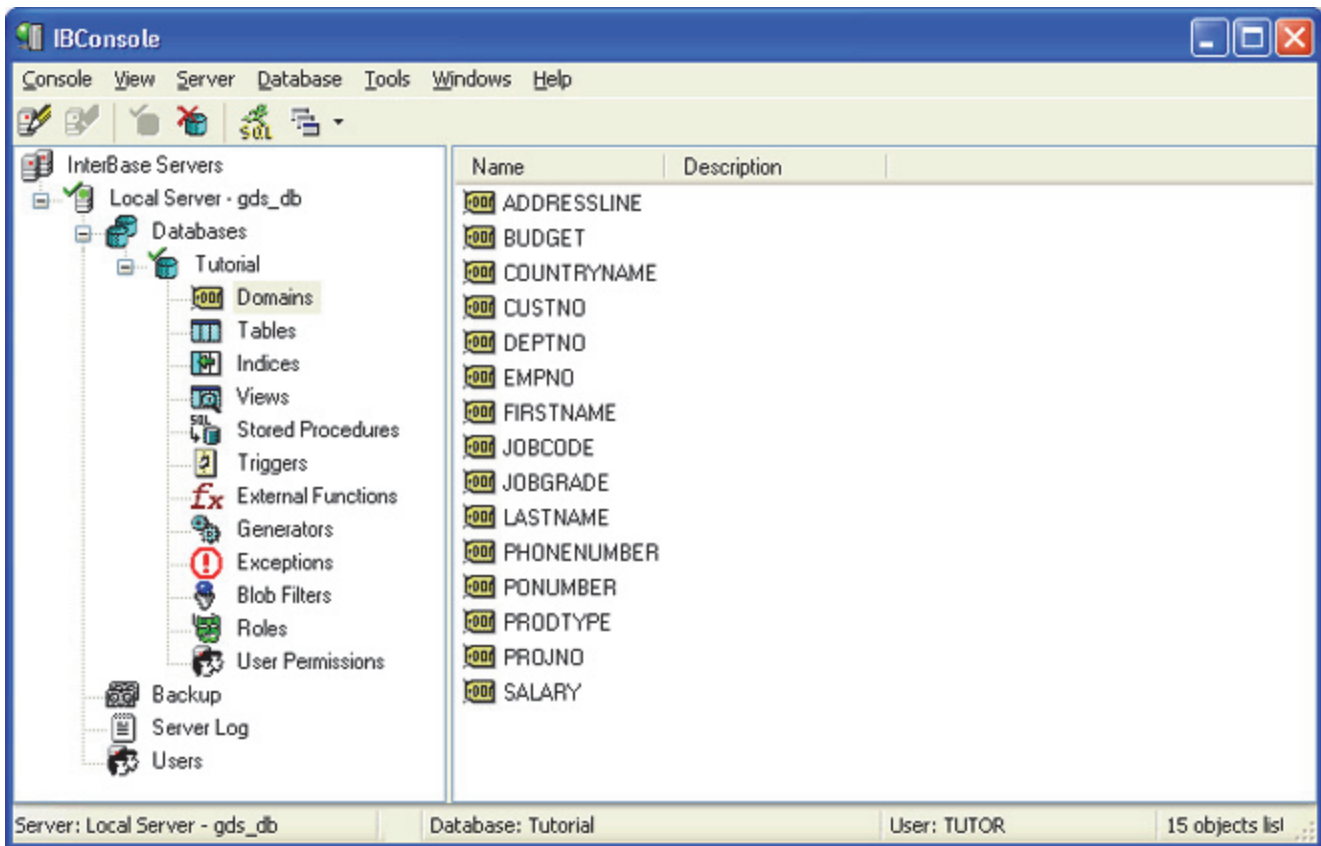 IBConsole
Console View Server Database Tools Windows Help
SQL
InterBase Servers
Local Server - gds_db
Databases
Tutorial
Domains
Tables
Indices
Views
Stored Procedures
Triggers
External Functions
Generators
Exceptions
Blob Filters
Roles
User Permissions
Backup
Server Log
Users
Name Description
ADDRESSLINE
BUDGET
COUNTRYNAME
CUSTNO
DEPTNO
EMPNO
FIRSTNAME
JOBCODE
JOBGRADE
LASTNAME
PHONENUMBER
PONUMBER
PRODTYPE
PROJNO
SALARY
Server: Local Server - gds_db Database: Tutorial User: TUTOR 15 objects list